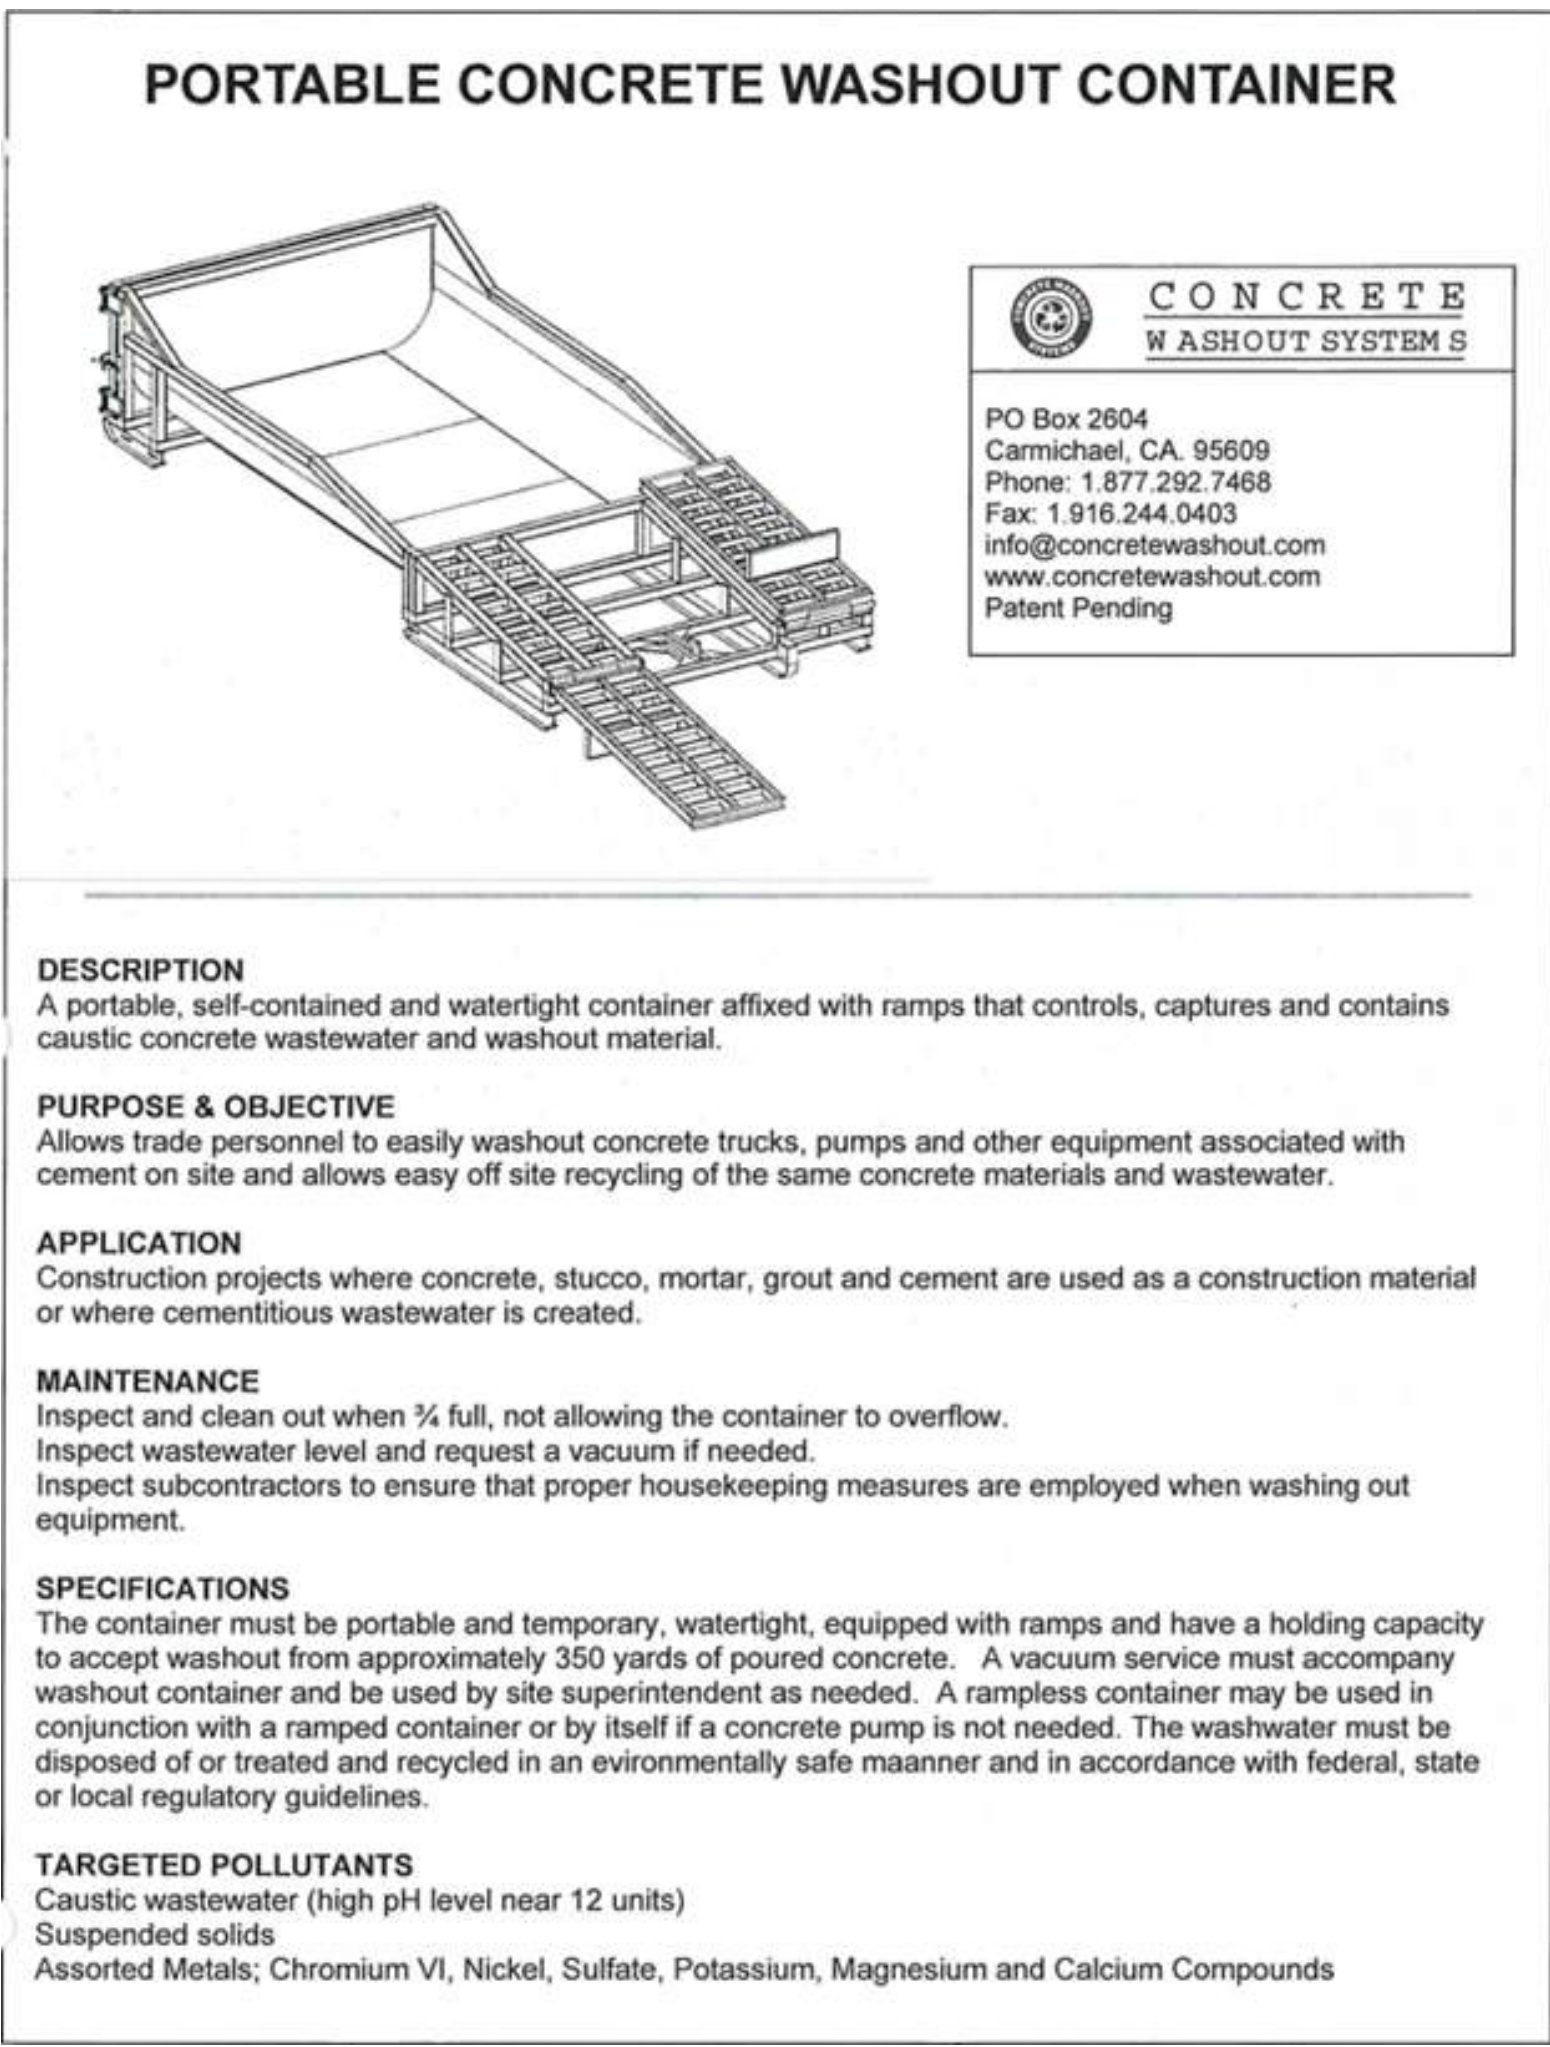 PORTABLE CONCRETE WASHOUT CONTAINER
CONCRETE
WASHOUT SYSTEMS
PO Box 2604
Carmichael, CA. 95609
Phone: 1.877.292.7468
Fax: 1.916.244.0403
info@concretewashout.com
www.concretewashout.com
Patent Pending
DESCRIPTION
A portable, self-contained and watertight container affixed with ramps that controls, captures and contains
caustic concrete wastewater and washout material.
PURPOSE & OBJECTIVE
Allows trade personnel to easily washout concrete trucks, pumps and other equipment associated with
cement on site and allows easy off site recycling of the same concrete materials and wastewater.
APPLICATION
Construction projects where concrete, stucco, mortar, grout and cement are used as a construction material
or where cementitious wastewater is created.
MAINTENANCE
Inspect and clean out when ¾ full, not allowing the container to overflow.
Inspect wastewater level and request a vacuum if needed.
Inspect subcontractors to ensure that proper housekeeping measures are employed when washing out
equipment.
SPECIFICATIONS
The container must be portable and temporary, watertight, equipped with ramps and have a holding capacity
to accept washout from approximately 350 yards of poured concrete. A vacuum service must accompany
washout container and be used by site superintendent as needed. A rampless container may be used in
conjunction with a ramped container or by itself if a concrete pump is not needed. The washwater must be
disposed of or treated and recycled in an evironmentally safe maanner and in accordance with federal, state
or local regulatory guidelines.
TARGETED POLLUTANTS
Caustic wastewater (high pH level near 12 units)
Suspended solids
Assorted Metals; Chromium VI, Nickel, Sulfate, Potassium, Magnesium and Calcium Compounds